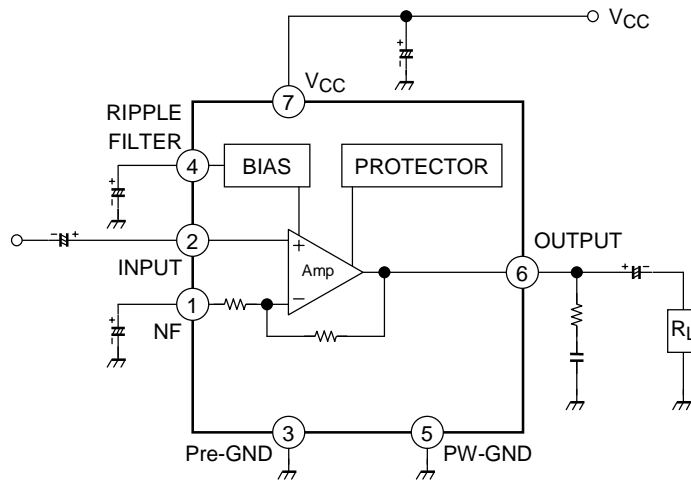 VCC
VCC
7
RIPPLE
FILTER
4
BIAS
PROTECTOR
+
-
- +
2
INPUT
+
Amp
-
OUTPUT
6
+ -
1
NF
+
-
RL
3
Pre-GND
5
PW-GND
+
-